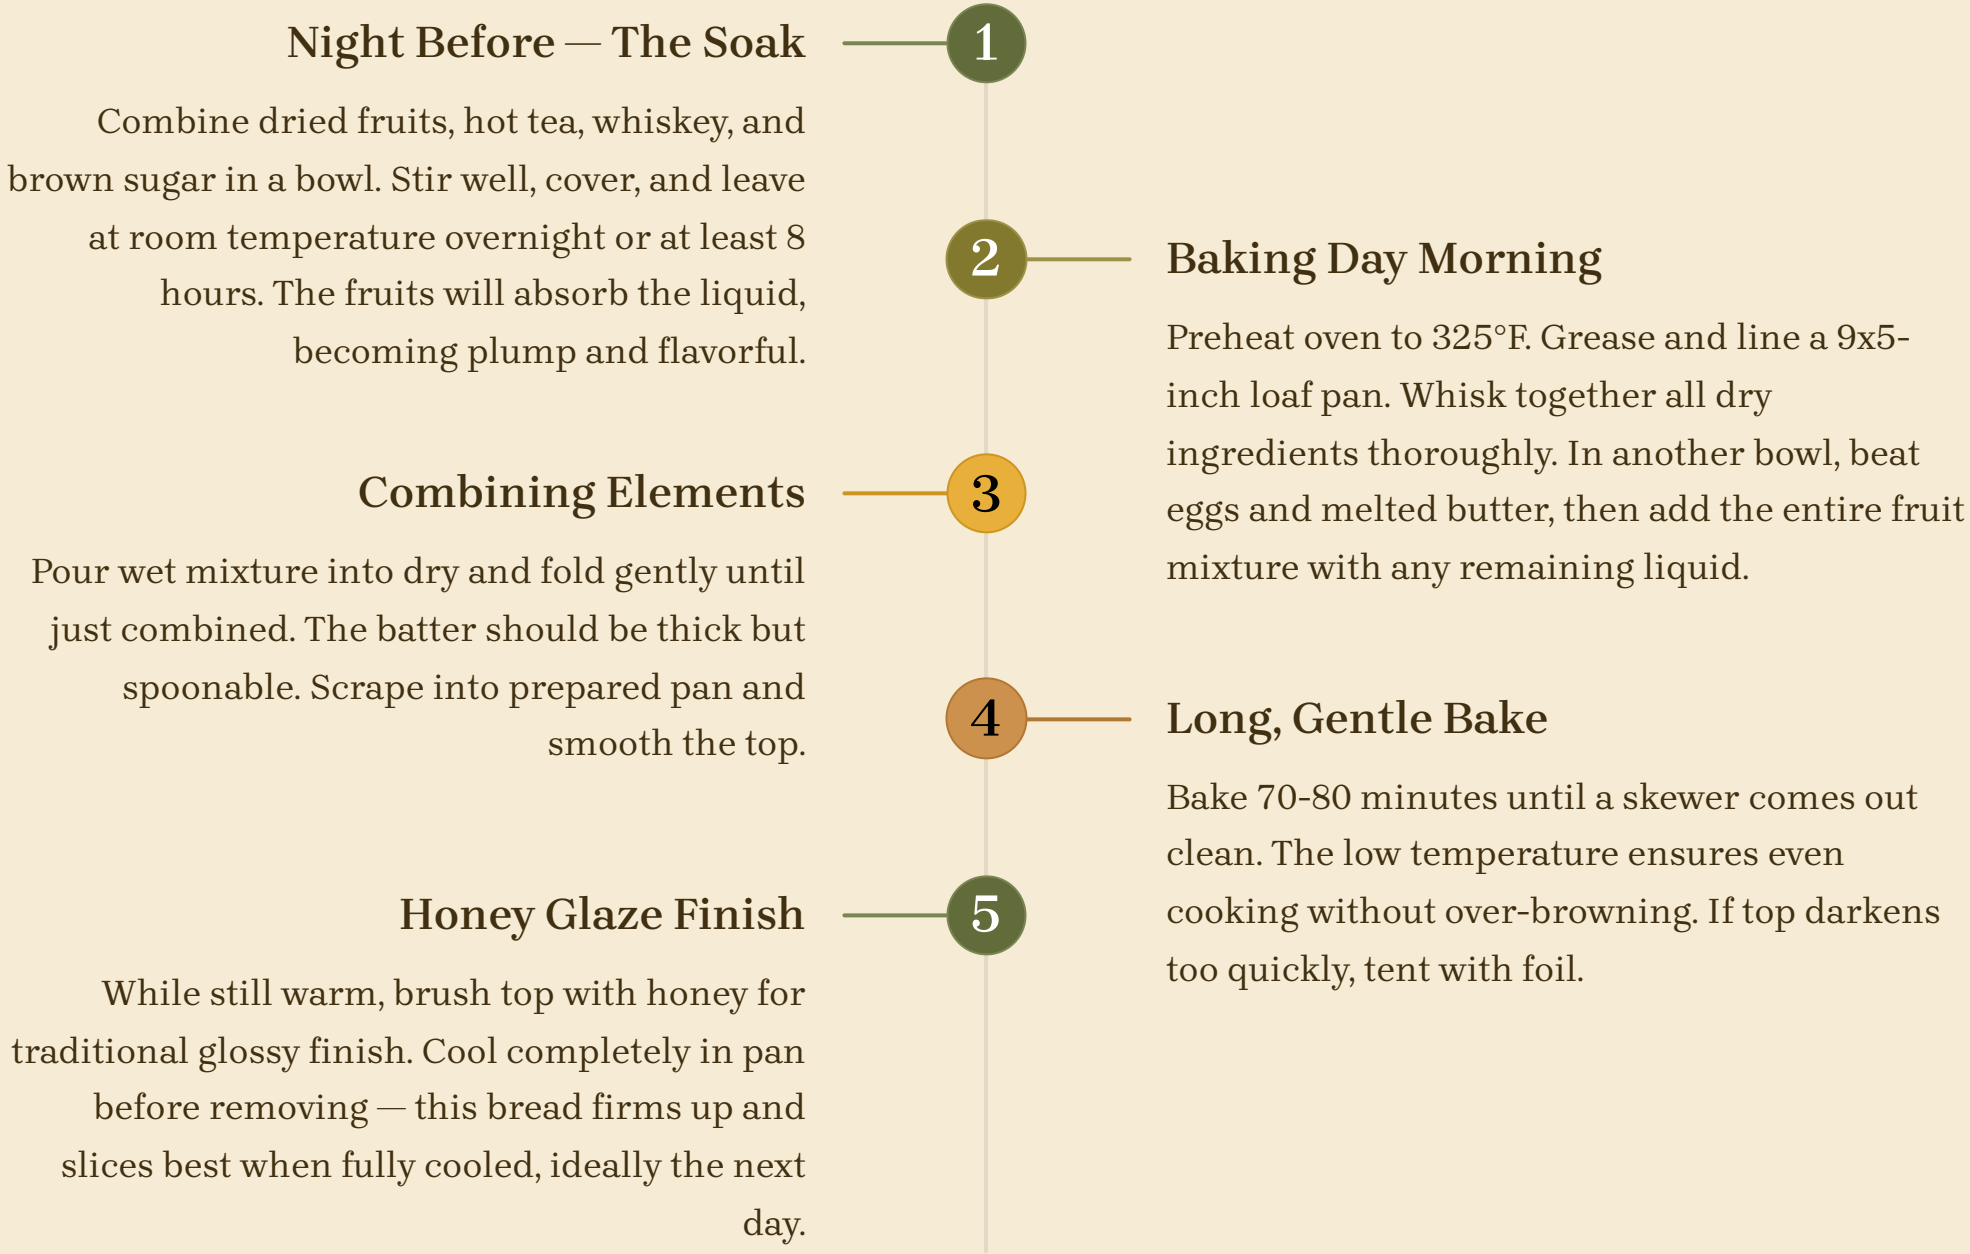 Night Before — The Soak
1
Combine dried fruits, hot tea, whiskey, and
brown sugar in a bowl. Stir well, cover, and leave
at room temperature overnight or at least 8
hours. The fruits will absorb the liquid,
becoming plump and flavorful.
2
Baking Day Morning
Preheat oven to 325°F. Grease and line a 9x5-
inch loaf pan. Whisk together all dry
ingredients thoroughly. In another bowl, beat
eggs and melted butter, then add the entire fruit
mixture with any remaining liquid.
Combining Elements
3
Pour wet mixture into dry and fold gently until
just combined. The batter should be thick but
spoonable. Scrape into prepared pan and
smooth the top.
4
Long, Gentle Bake
Bake 70-80 minutes until a skewer comes out
clean. The low temperature ensures even
cooking without over-browning. If top darkens
too quickly, tent with foil.
Honey Glaze Finish
5
While still warm, brush top with honey for
traditional glossy finish. Cool completely in pan
before removing — this bread firms up and
slices best when fully cooled, ideally the next
day.